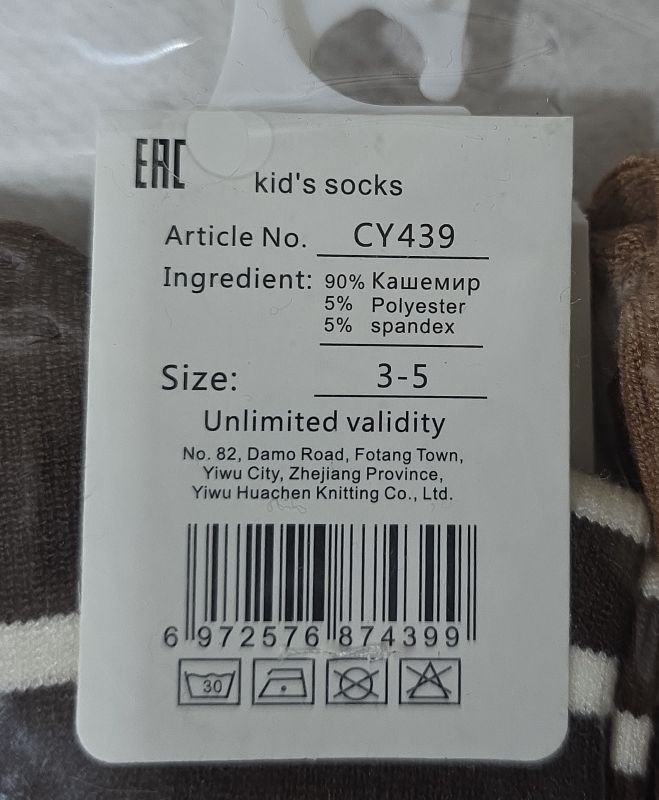 EAC
kid's socks
Article No. CY439
Ingredient: 90% Кашемир
5% Polyester
5% spandex
Size: 3-5
Unlimited validity
No. 82, Damo Road, Fotang Town,
Yiwu City, Zhejiang Province,
Yiwu Huachen Knitting Co., Ltd.
6 972576 874399
30